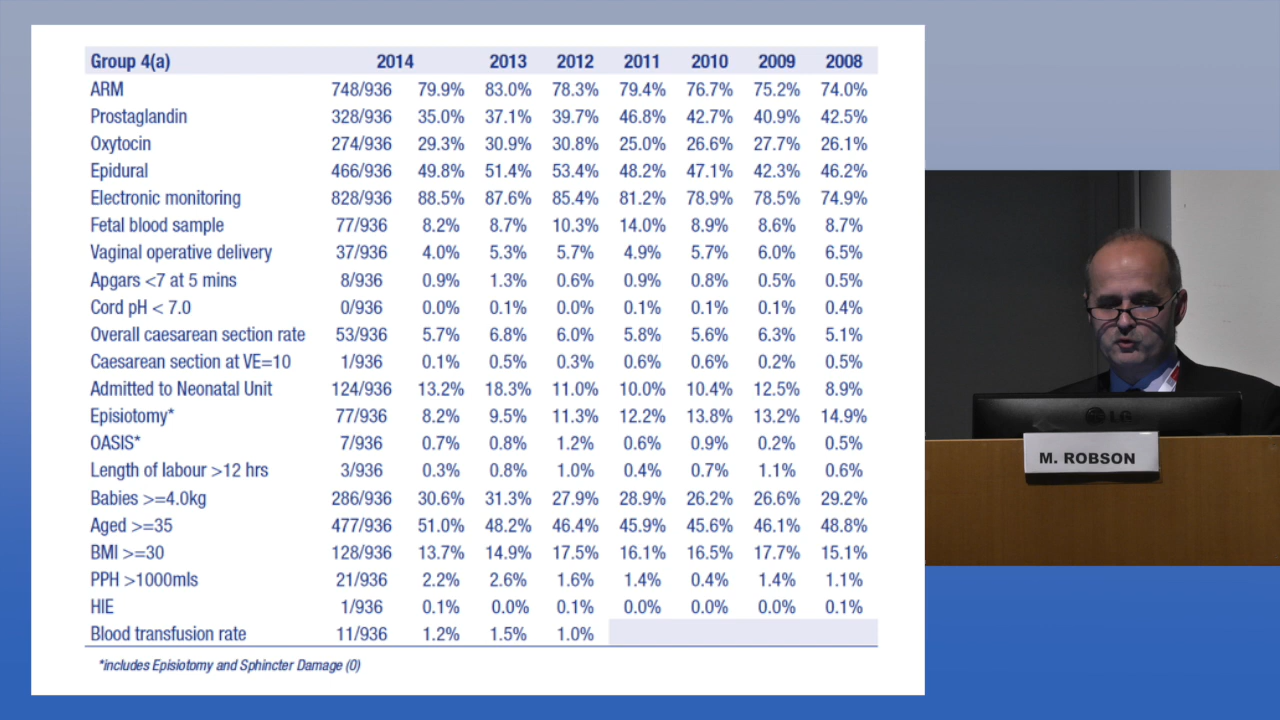 Group 4(a) 2014 2013 2012 2011 2010 2009 2008
ARM 748/936 79.9% 83.0% 78.3% 79.4% 76.7% 75.2% 74.0%
Prostaglandin 328/936 35.0% 37.1% 39.7% 46.8% 42.7% 40.9% 42.5%
Oxytocin 274/936 29.3% 30.9% 30.8% 25.0% 26.6% 27.7% 26.1%
Epidural 466/936 49.8% 51.4% 53.4% 48.2% 47.1% 42.3% 46.2%
Electronic monitoring 828/936 88.5% 87.6% 85.4% 81.2% 78.9% 78.5% 74.9%
Fetal blood sample 77/936 8.2% 8.7% 10.3% 14.0% 8.9% 8.6% 8.7%
Vaginal operative delivery 37/936 4.0% 5.3% 5.7% 4.9% 5.7% 6.0% 6.5%
Apgars <7 at 5 mins 8/936 0.9% 1.3% 0.6% 0.9% 0.8% 0.5% 0.5%
Cord pH < 7.0 0/936 0.0% 0.1% 0.0% 0.1% 0.1% 0.1% 0.4%
Overall caesarean section rate 53/936 5.7% 6.8% 6.0% 5.8% 5.6% 6.3% 5.1%
Caesarean section at VE=10 1/936 0.1% 0.5% 0.3% 0.6% 0.6% 0.2% 0.5%
Admitted to Neonatal Unit 124/936 13.2% 18.3% 11.0% 10.0% 10.4% 12.5% 8.9%
Episiotomy* 77/936 8.2% 9.5% 11.3% 12.2% 13.8% 13.2% 14.9%
OASIS* 7/936 0.7% 0.8% 1.2% 0.6% 0.9% 0.2% 0.5%
Length of labour >12 hrs 3/936 0.3% 0.8% 1.0% 0.4% 0.7% 1.1% 0.6%
Babies >=4.0kg 286/936 30.6% 31.3% 27.9% 28.9% 26.2% 26.6% 29.2%
Aged >=35 477/936 51.0% 48.2% 46.4% 45.9% 45.6% 46.1% 48.8%
BMI >=30 128/936 13.7% 14.9% 17.5% 16.1% 16.5% 17.7% 15.1%
PPH >1000mls 21/936 2.2% 2.6% 1.6% 1.4% 0.4% 1.4% 1.1%
HIE 1/936 0.1% 0.0% 0.1% 0.0% 0.0% 0.0% 0.1%
Blood transfusion rate 11/936 1.2% 1.5% 1.0%
*includes Episiotomy and Sphincter Damage (0)
LG
M. ROBSON